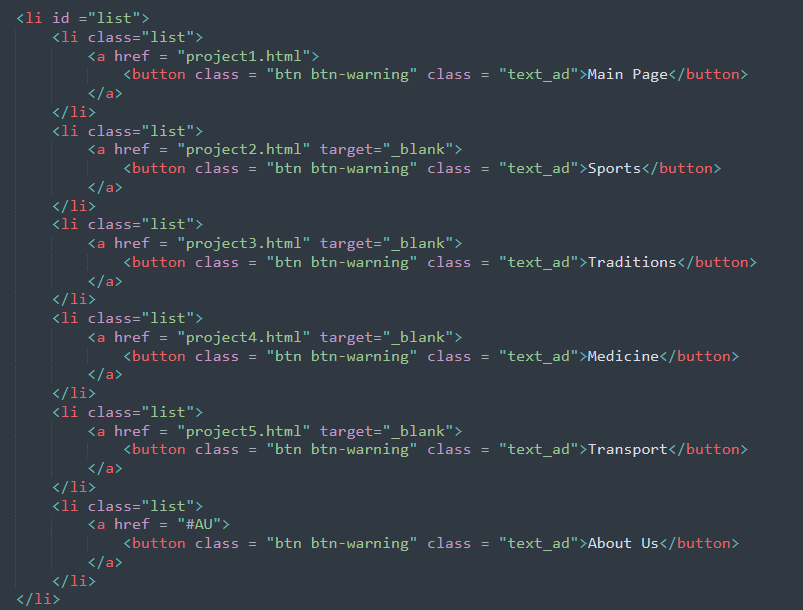 <li id ="list">
    <li class="list">
        <a href = "project1.html">
            <button class = "btn btn-warning" class = "text_ad">Main Page</button>
        </a>
    </li>
    <li class="list">
        <a href = "project2.html" target="_blank">
            <button class = "btn btn-warning" class = "text_ad">Sports</button>
        </a>
    </li>
    <li class="list">
        <a href = "project3.html" target="_blank">
            <button class = "btn btn-warning" class = "text_ad">Traditions</button>
        </a>
    </li>
    <li class="list">
        <a href = "project4.html" target="_blank">
            <button class = "btn btn-warning" class = "text_ad">Medicine</button>
        </a>
    </li>
    <li class="list">
        <a href = "project5.html" target="_blank">
            <button class = "btn btn-warning" class = "text_ad">Transport</button>
        </a>
    </li>
    <li class="list">
        <a href = "#AU">
            <button class = "btn btn-warning" class = "text_ad">About Us</button>
        </a>
    </li>
</li>